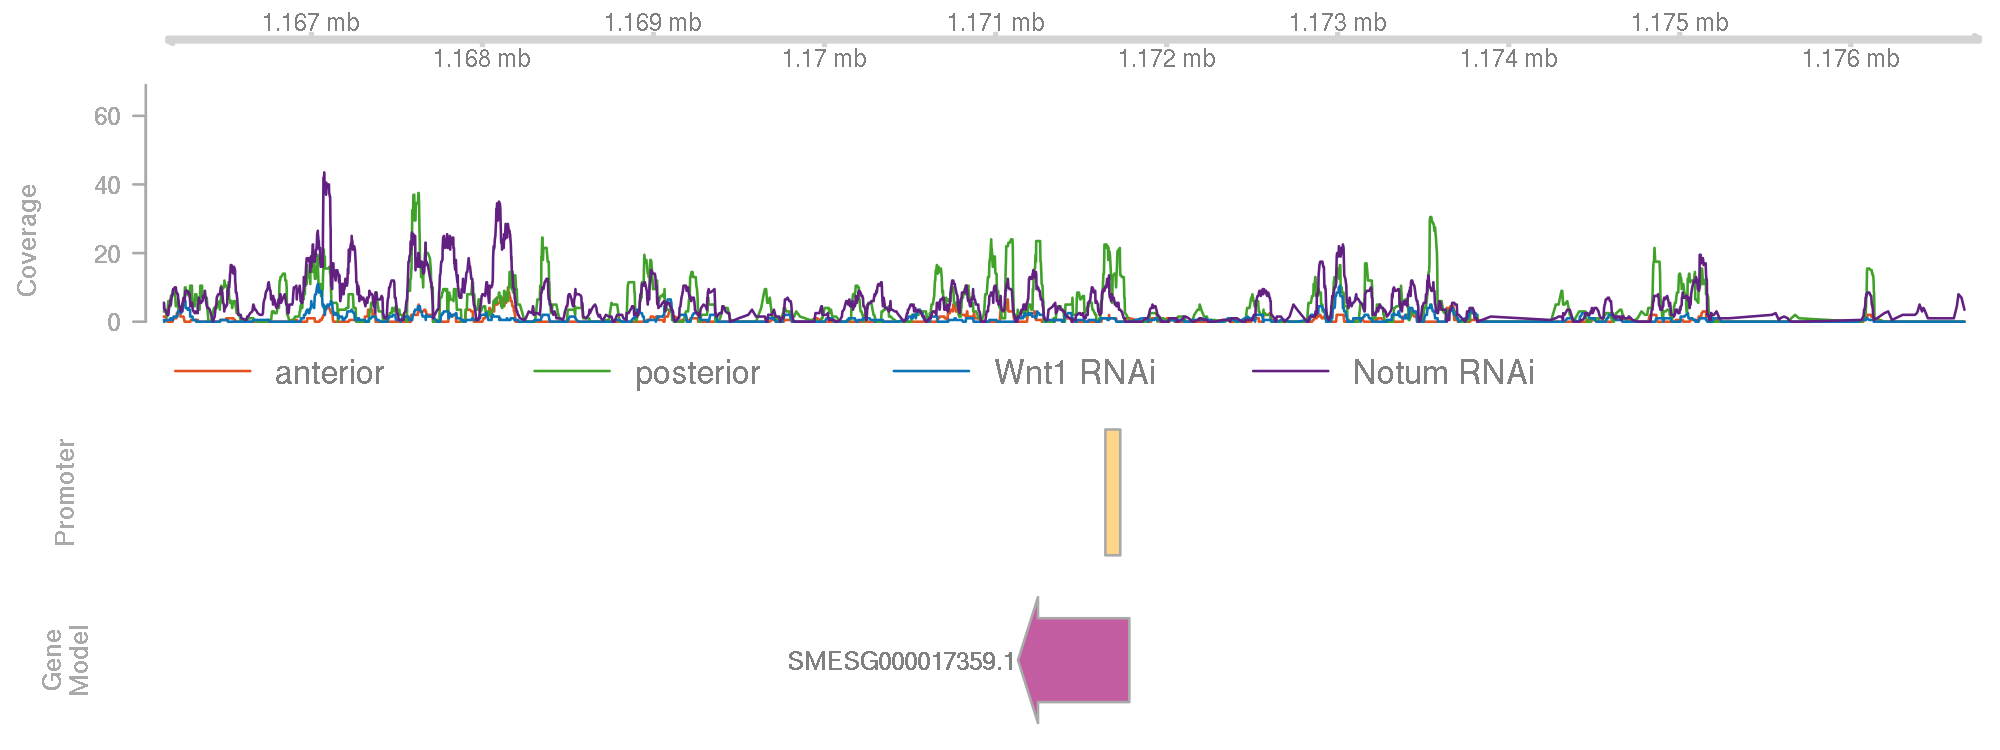 1.167 mb 1.169 mb 1.171 mb 1.173 mb 1.175 mb
1.168 mb 1.17 mb 1.172 mb 1.174 mb 1.176 mb
Coverage
60
40
20
0
anterior posterior Wnt1 RNAi Notum RNAi
Promoter
Gene
Model
SMESG000017359.1